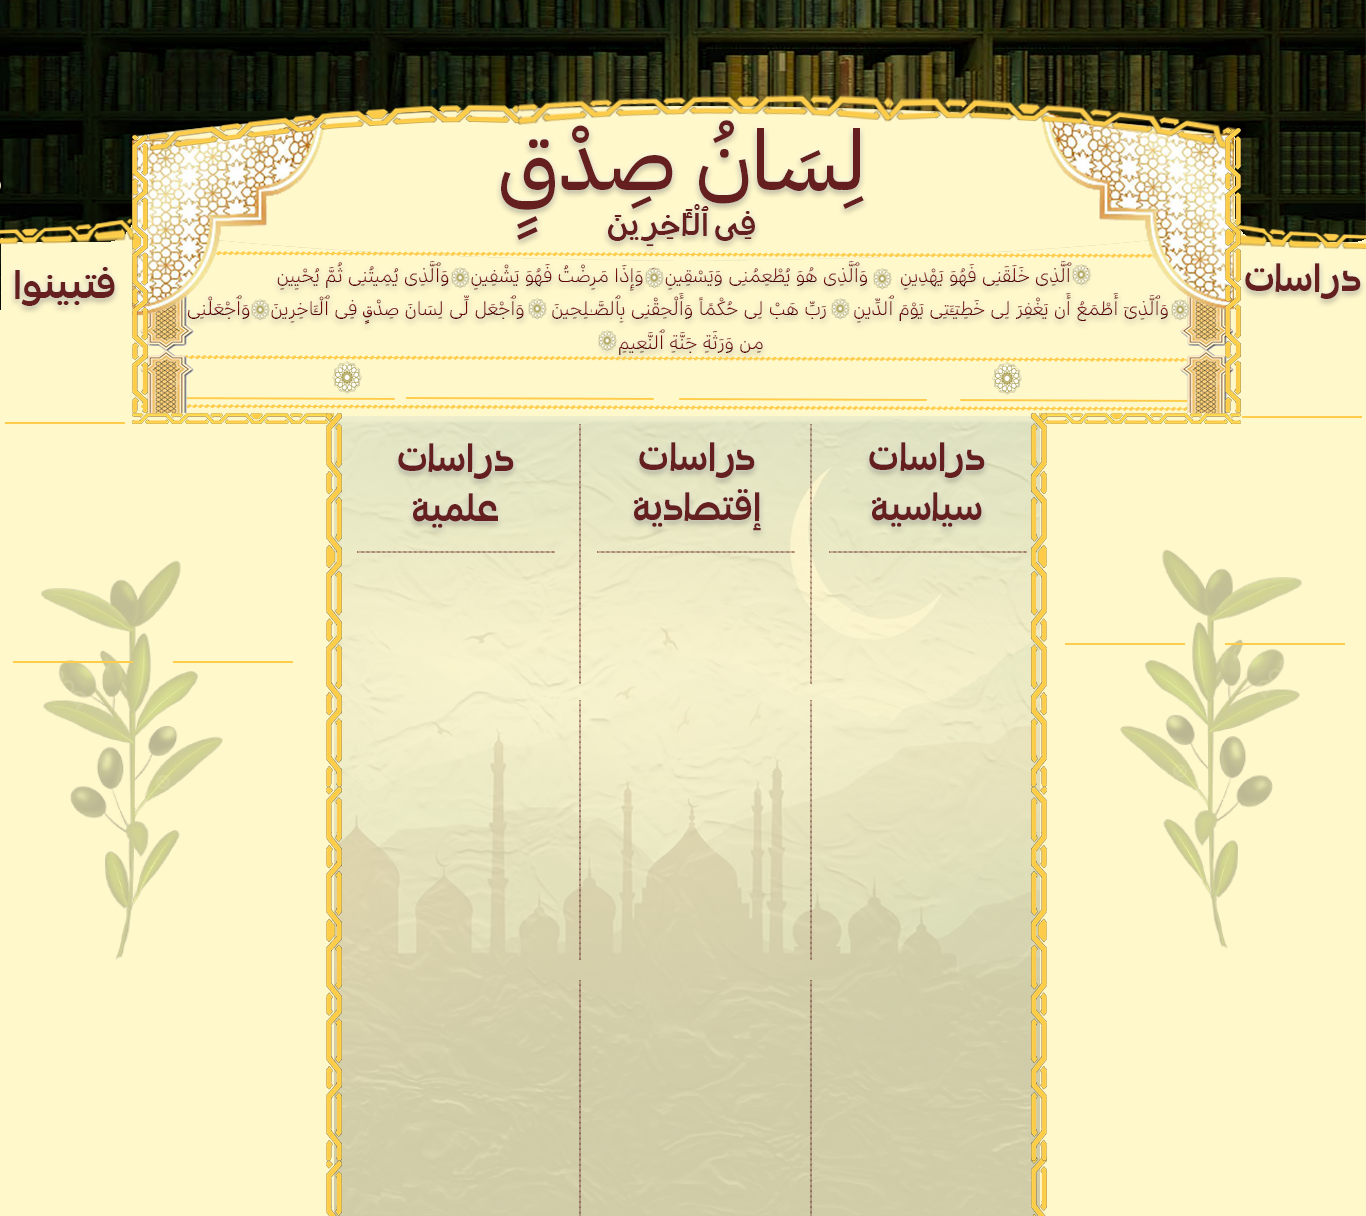 لِسَانُ صِدْقٍ
فِى ٱلْـَٔاخِرِينَ
ٱلَّذِى خَلَقَنِى فَهُوَ يَهْدِينِ وَٱلَّذِى هُوَ يُطْعِمُنِى وَيَسْقِينِ وَإِذَا مَرِضْتُ فَهُوَ يَشْفِينِ وَٱلَّذِى يُمِيتُنِى ثُمَّ يُحْيِينِ
وَٱلَّذِىٓ أَطْمَعُ أَن يَغْفِرَ لِى خَطِيٓـَٔتِى يَوْمَ ٱلدِّينِ رَبِّ هَبْ لِى حُكْمًا وَأَلْحِقْنِى بِٱلصَّـٰلِحِينَ وَٱجْعَل لِّى لِسَانَ صِدْقٍ فِى ٱلْـَٔاخِرِينَ وَٱجْعَلْنِى
مِن وَرَثَةِ جَنَّةِ ٱلنَّعِيمِ
دراسات
فتبينوا
دراسات
سياسية
دراسات
إقتصادية
دراسات
علمية